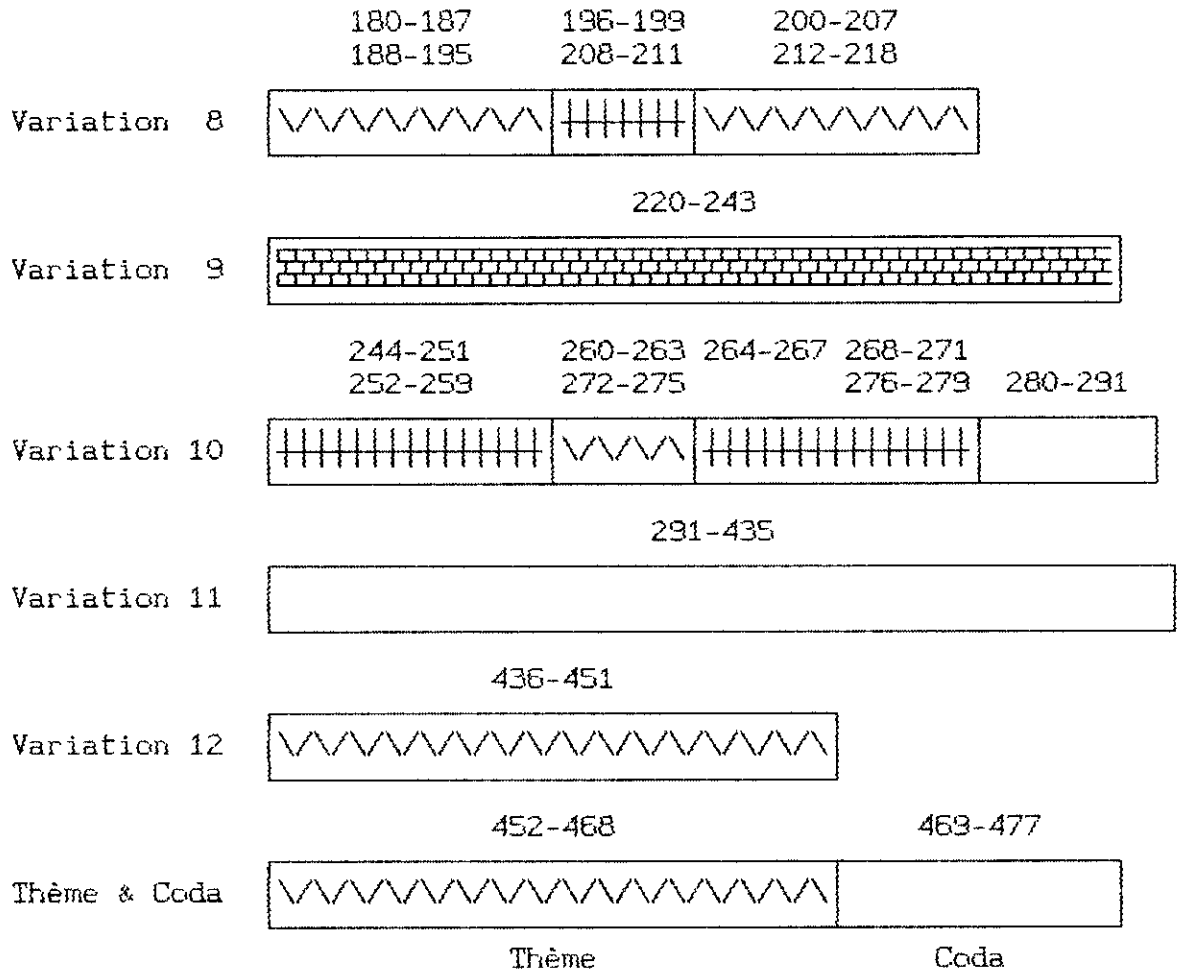 180-187 196-199 200-207
188-195 208-211 212-218
Variation 8
220-243
Variation 9
244-251 260-263 264-267 268-271
252-259 272-275 276-279 280-291
Variation 10
291-435
Variation 11
436-451
Variation 12
452-468 469-477
Thème & Coda
Thème Coda